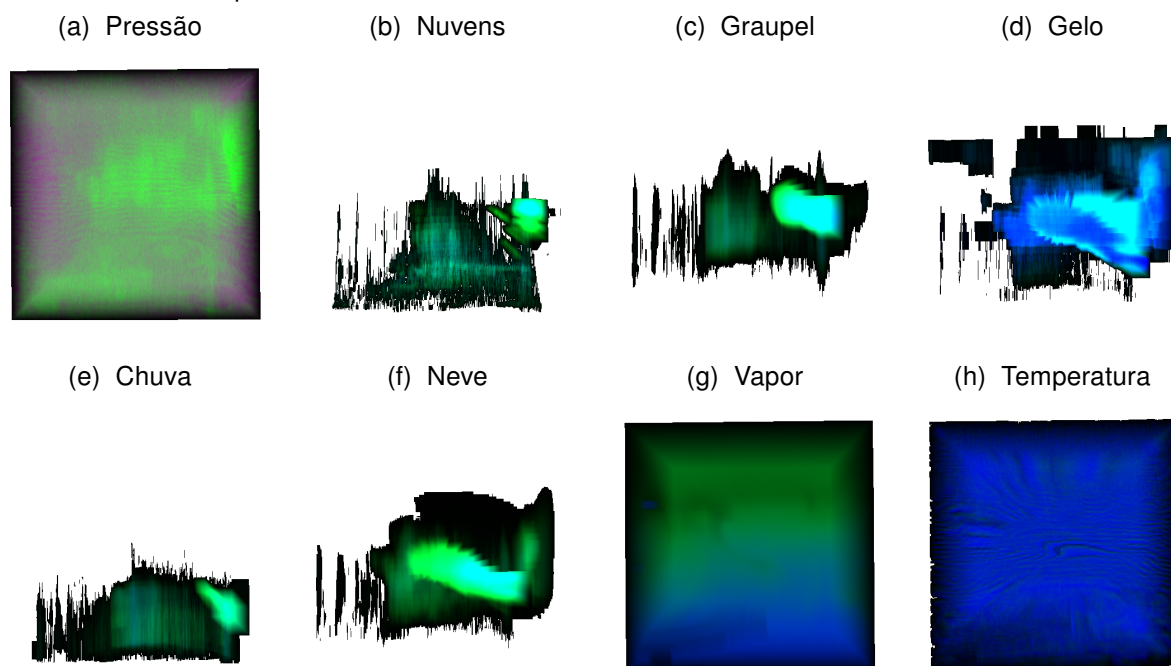 (a) Pressão
(b) Nuvens
(c) Graupel
(d) Gelo
(e) Chuva
(f) Neve
(g) Vapor
(h) Temperatura